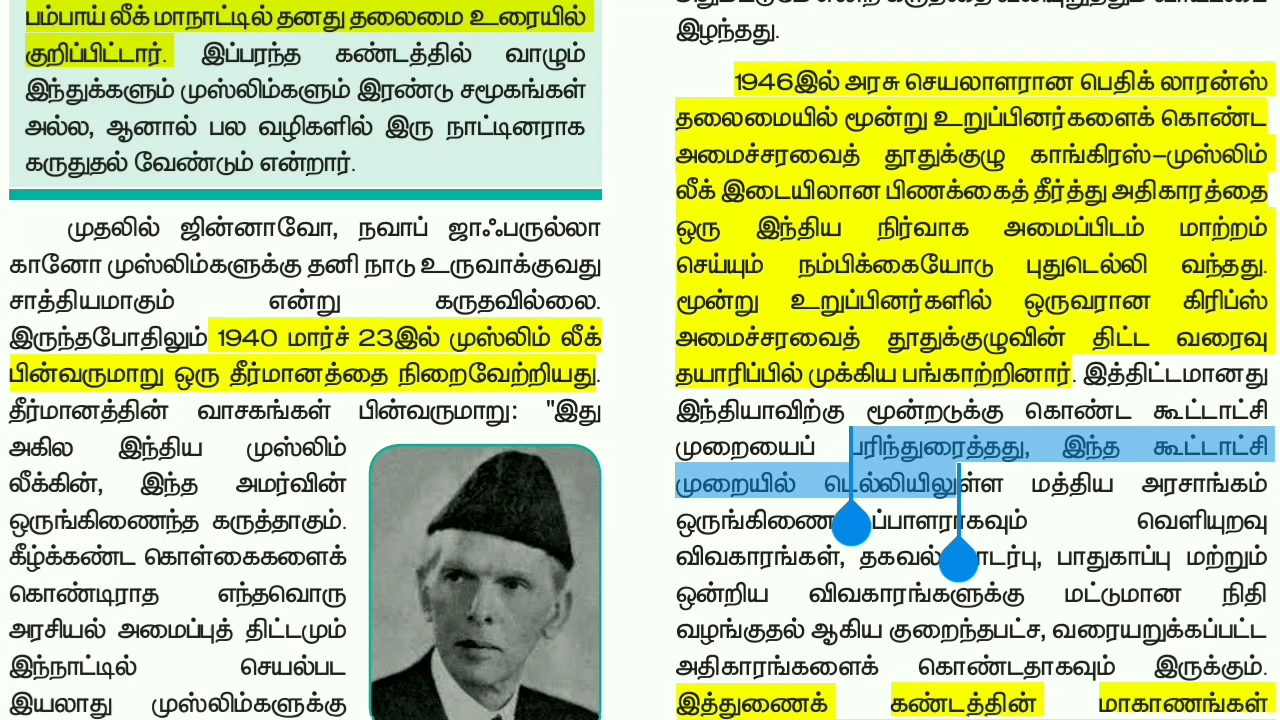 பம்பாய் லீக் மாநாட்டில் தனது தலைமை உரையில்
குறிப்பிட்டார். இப்பரந்த கண்டத்தில் வாழும்
இந்துக்களும் முஸ்லிம்களும் இரண்டு சமூகங்கள்
அல்ல, ஆனால் பல வழிகளில் இரு நாட்டினராக
கருதுதல் வேண்டும் என்றார்.
முதலில் ஜின்னாவோ, நவாப் ஜாஃபருல்லா
கானோ முஸ்லிம்களுக்கு தனி நாடு உருவாக்குவது
சாத்தியமாகும் என்று கருதவில்லை.
இருந்தபோதிலும் 1940 மார்ச் 23இல் முஸ்லிம் லீக்
பின்வருமாறு ஒரு தீர்மானத்தை நிறைவேற்றியது.
தீர்மானத்தின் வாசகங்கள் பின்வருமாறு: "இது
அகில இந்திய முஸ்லிம்
லீக்கின், இந்த அமர்வின்
ஒருங்கிணைந்த கருத்தாகும்.
கீழ்க்கண்ட கொள்கைகளைக்
கொண்டிராத எந்தவொரு
அரசியல் அமைப்புத் திட்டமும்
இந்நாட்டில் செயல்பட
இயலாது முஸ்லிம்களுக்கு
இழந்தது.
1946இல் அரசு செயலாளரான பெதிக் லாரன்ஸ்
தலைமையில் மூன்று உறுப்பினர்களைக் கொண்ட
அமைச்சரவைத் தூதுக்குழு காங்கிரஸ்–முஸ்லிம்
லீக் இடையிலான பிணக்கைத் தீர்த்து அதிகாரத்தை
ஒரு இந்திய நிர்வாக அமைப்பிடம் மாற்றம்
செய்யும் நம்பிக்கையோடு புதுடெல்லி வந்தது.
மூன்று உறுப்பினர்களில் ஒருவரான கிரிப்ஸ்
அமைச்சரவைத் தூதுக்குழுவின் திட்ட வரைவு
தயாரிப்பில் முக்கிய பங்காற்றினார். இத்திட்டமானது
இந்தியாவிற்கு மூன்றடுக்கு கொண்ட கூட்டாட்சி
முறையைப் பரிந்துரைத்தது, இந்த கூட்டாட்சி
முறையில் டெல்லியிலுள்ள மத்திய அரசாங்கம்
வெளியுறவு
விவகாரங்கள், பாதுகாப்பு மற்றும்
ஒன்றிய விவகாரங்களுக்கு மட்டுமான நிதி
வழங்குதல் ஆகிய குறைந்தபட்ச, வரையறுக்கப்பட்ட
அதிகாரங்களைக் கொண்டதாகவும் இருக்கும்.
இத்துணைக் கண்டத்தின் மாகாணங்கள்